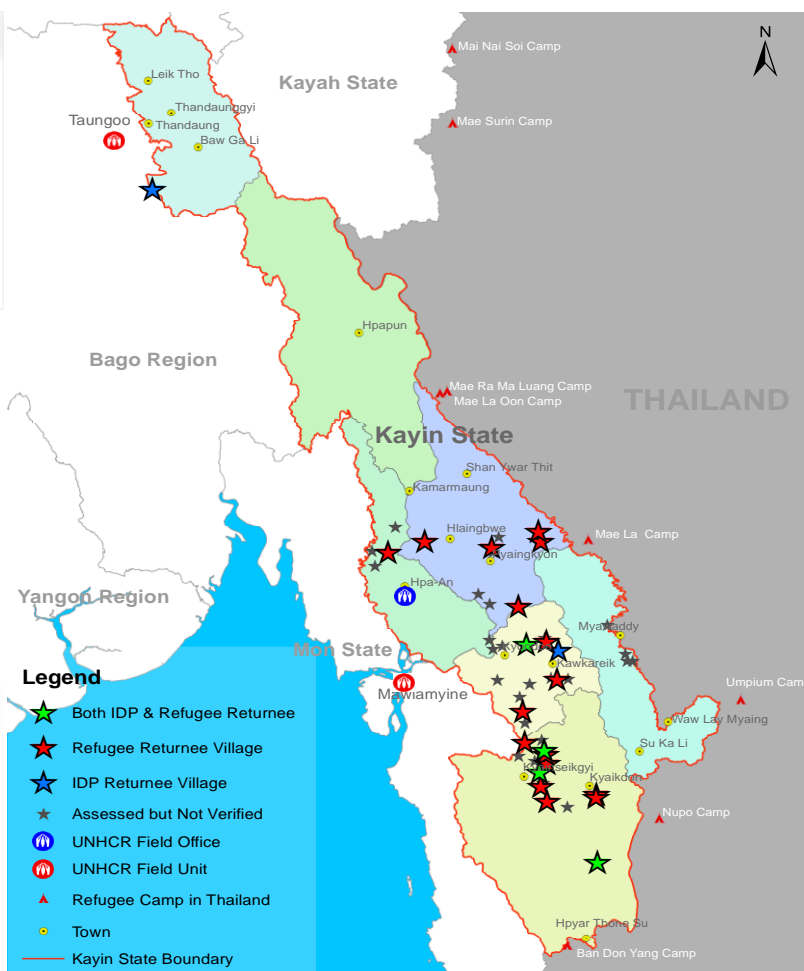 N
Mai Nai Soi Camp
Leik Tho
Kayah State
Thandaunggyi
Taungoo
Thandaung
Mae Surin Camp
Baw Ga Li
Hpapun
Bago Region
Mae Ra Ma Luang Camp
Mae La Oon Camp
THAILAND
Kayin State
Shan Ywar Thit
Kamarmaung
Hlaingbwe
Mae La Camp
Hpa-An
Yangon Region
Mon State
Kawkareik
Umpium Cam
Mawlamyine
Waw Lay Myaing
Su Ka Li
Kyaikdon
Nupo Camp
Hpyar Thone Su
Ban Don Yang Camp
Legend
Both IDP & Refugee Returnee
Refugee Returnee Village
IDP Returnee Village
Assessed but Not Verified
UNHCR Field Office
UNHCR Field Unit
Refugee Camp in Thailand
Town
Kayin State Boundary